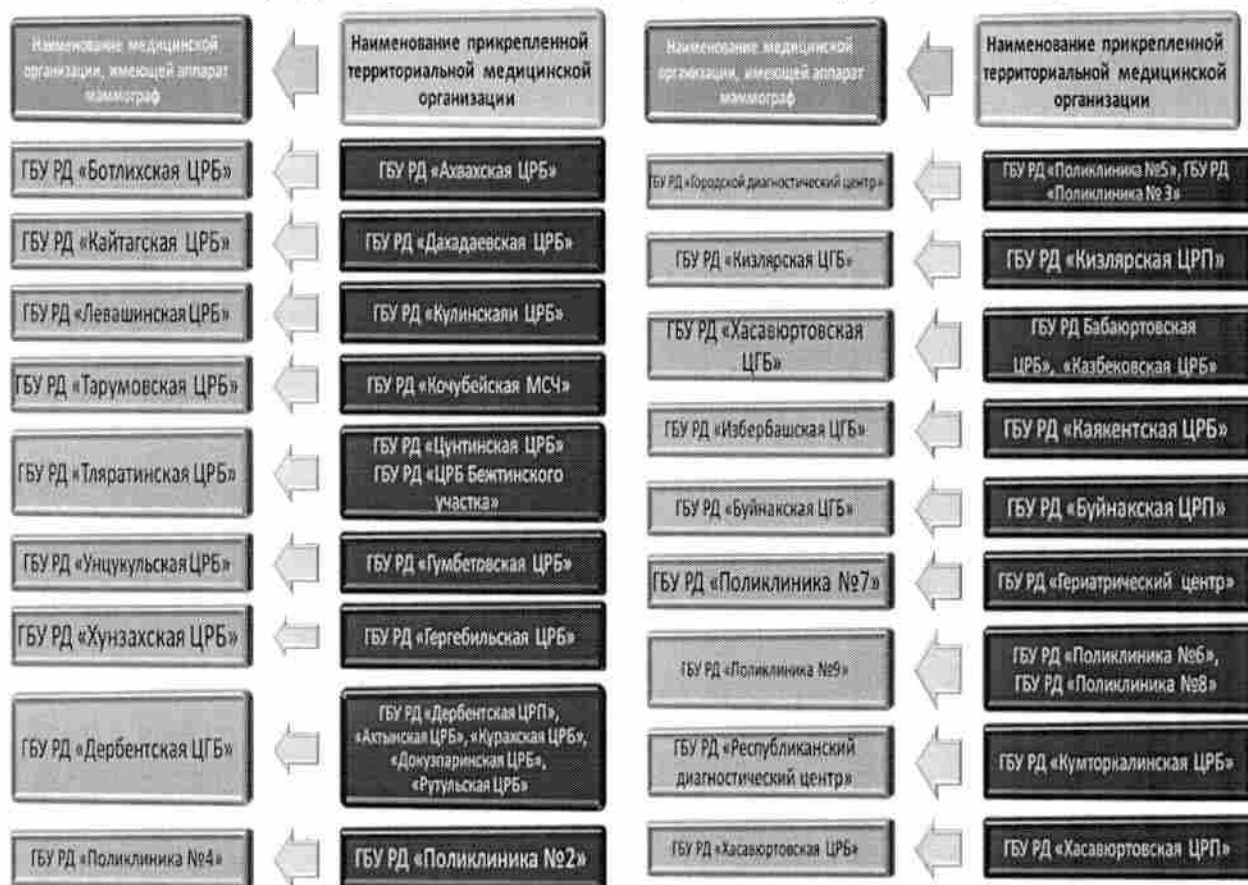 Наименование медицинской
организации, имеющей аппарат
маммограф
Наименование прикрепленной
территориальной медицинской
организации
ГБУ РД «Ботлихская ЦРБ»
ГБУ РД «Ахвахская ЦРБ»
ГБУ РД «Кайтагская ЦРБ»
ГБУ РД «Дахадаевская ЦРБ»
ГБУ РД «Левашинская ЦРБ»
ГБУ РД «Кулинскали ЦРБ»
ГБУ РД «Тарумовская ЦРБ»
ГБУ РД «Кочубейская МСЧ»
ГБУ РД «Тляратинская ЦРБ»
ГБУ РД «Цунтинская ЦРБ»
ГБУ РД «ЦРБ Бежтинского
участка»
ГБУ РД «Унцукульская ЦРБ»
ГБУ РД «Гумбетовская ЦРБ»
ГБУ РД «Хунзахская ЦРБ»
ГБУ РД «Гергебильская ЦРБ»
ГБУ РД «Дербентская ЦГБ»
ГБУ РД «Дербентская ЦРП»,
«Ахтынская ЦРБ», «Курахская ЦРБ»,
«Докузпаринская ЦРБ»,
«Рутульская ЦРБ»
ГБУ РД «Поликлиника №4»
ГБУ РД «Поликлиника №2»
Наименование медицинской
организации, имеющей аппарат
маммограф
Наименование прикрепленной
территориальной медицинской
организации
ГБУ РД «Городской диагностический центр»
ГБУ РД «Поликлиника №5», ГБУ РД
«Поликлиника № 3»
ГБУ РД «Кизлярская ЦГБ»
ГБУ РД «Кизлярская ЦРП»
ГБУ РД «Хасавюртовская
ЦГБ»
ГБУ РД Бабаюртовская
ЦРБ», «Казбековская ЦРБ»
ГБУ РД «Избербашская ЦГБ»
ГБУ РД «Каякентская ЦРБ»
ГБУ РД «Буйнакская ЦГБ»
ГБУ РД «Буйнакская ЦРП»
ГБУ РД «Поликлиника №7»
ГБУ РД «Гериатрический центр»
ГБУ РД «Поликлиника №9»
ГБУ РД «Поликлиника №6»,
ГБУ РД «Поликлиника №8»
ГБУ РД «Республиканский
диагностический центр»
ГБУ РД «Кумторкалинская ЦРБ»
ГБУ РД «Хасавюртовская ЦРБ»
ГБУ РД «Хасавюртовская ЦРП»